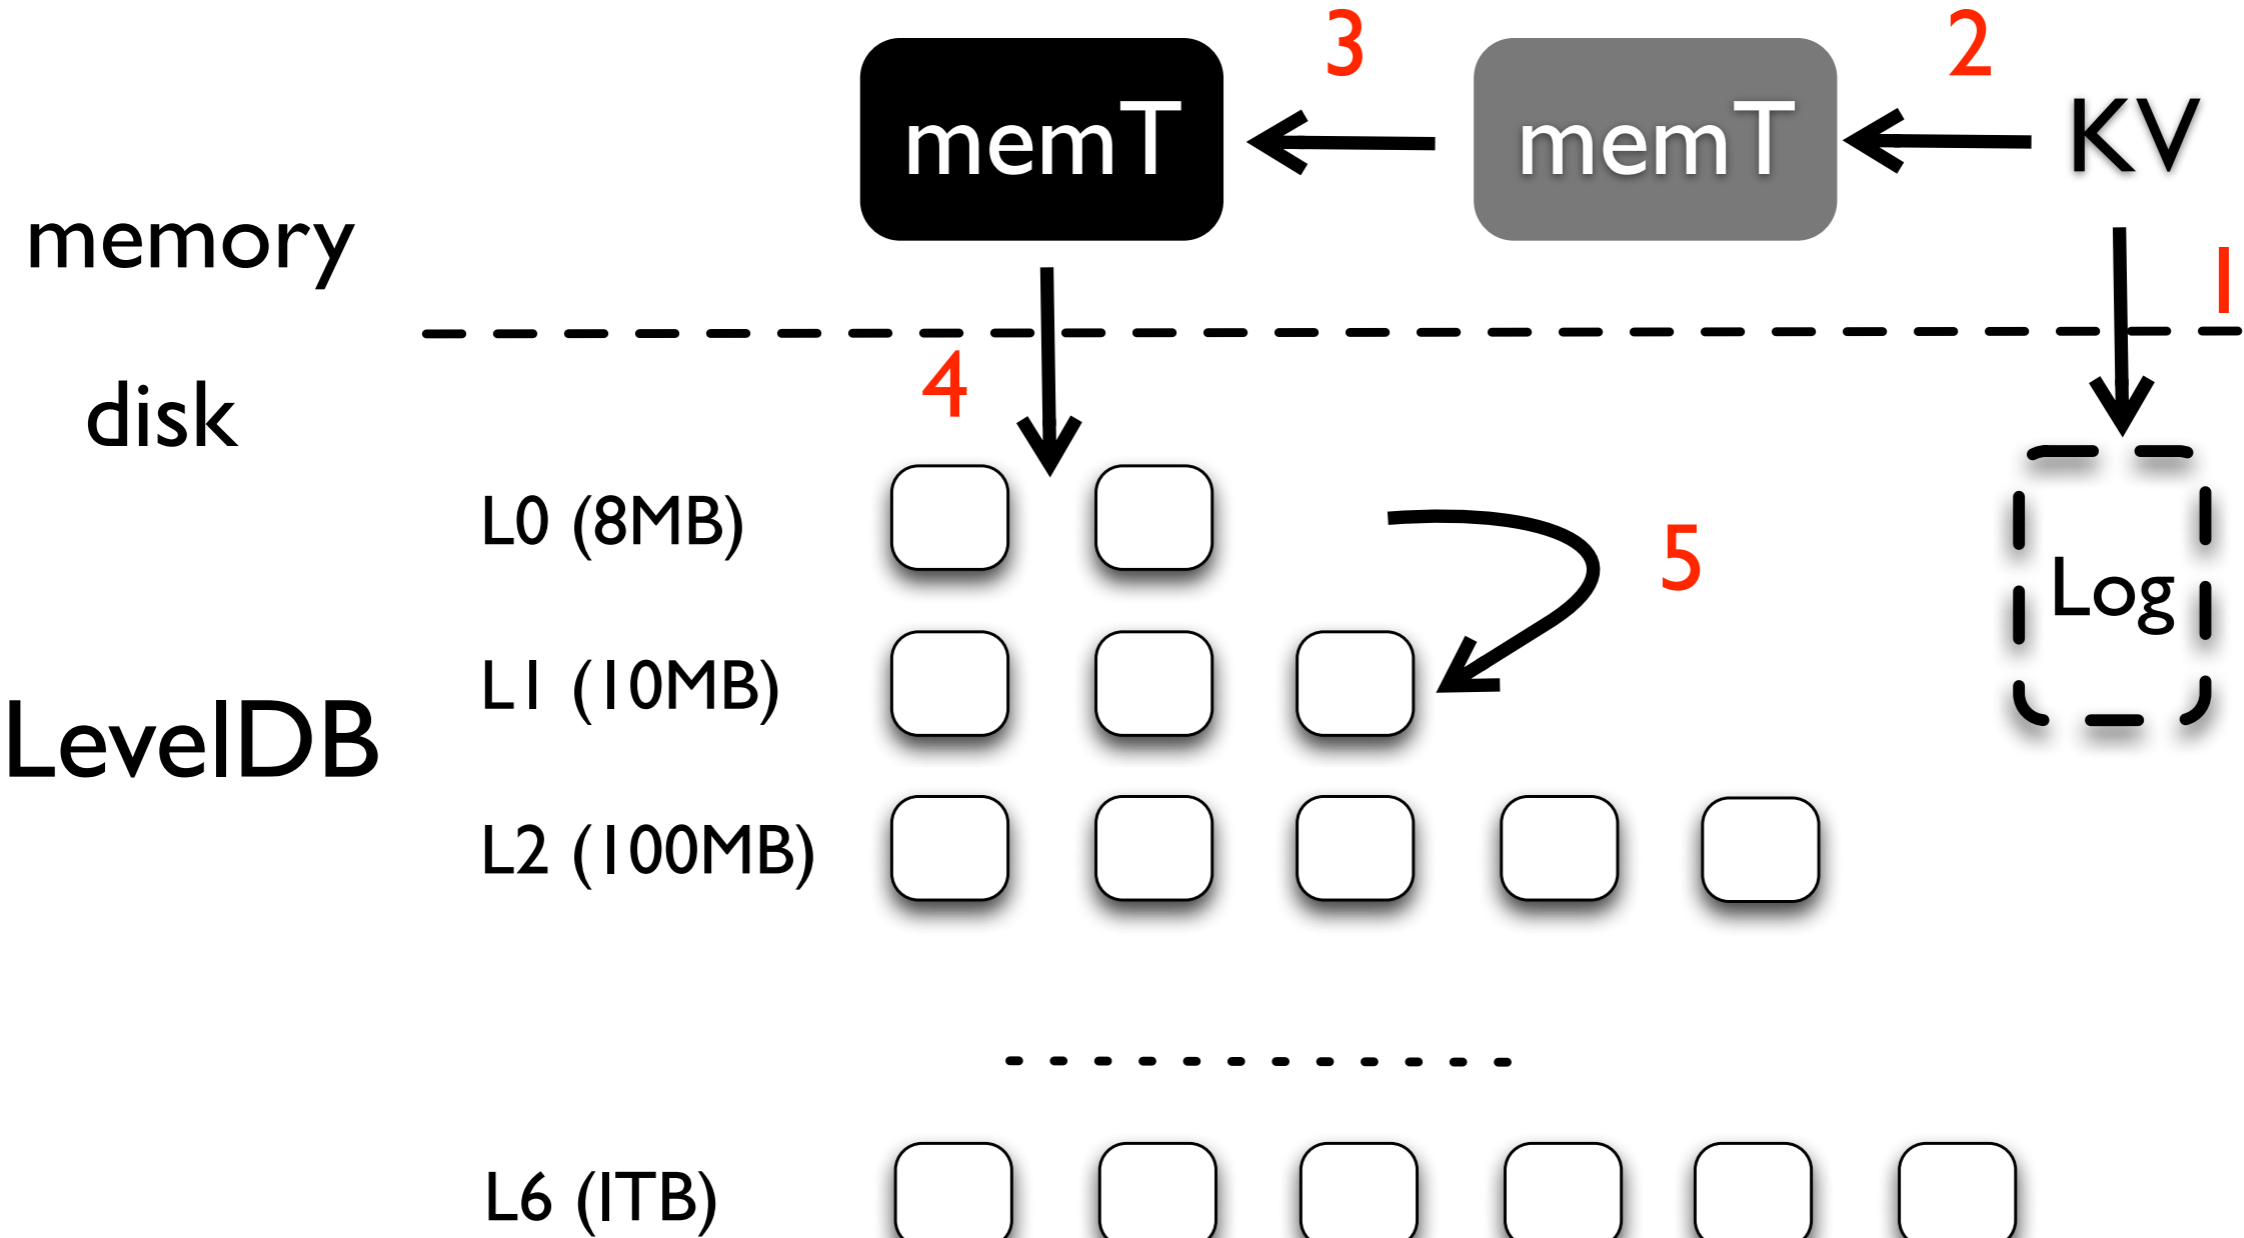 3
2
memT
memT
KV
memory
1
4
disk
L0 (8MB)
5
Log
L1 (10MB)
LevelDB
L2 (100MB)
L6 (1TB)